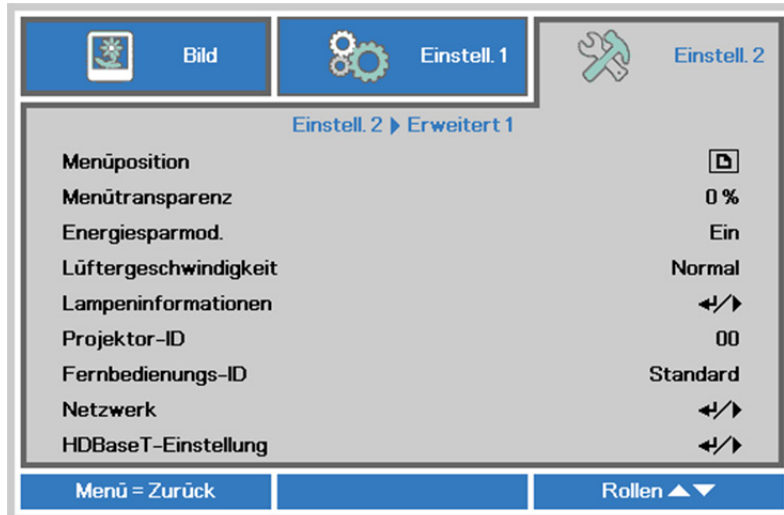 Bild
Einstell. 1
Einstell. 2
Einstell. 2 ▶ Erweitert 1
Menüposition
Menütransparenz 0 %
Energiesparmod. Ein
Lüftergeschwindigkeit Normal
Lampeninformationen ↵/▶
Projektor-ID 00
Fernbedienungs-ID Standard
Netzwerk ↵/▶
HDBaseT-Einstellung ↵/▶
Menü = Zurück
Rollen ▲▼